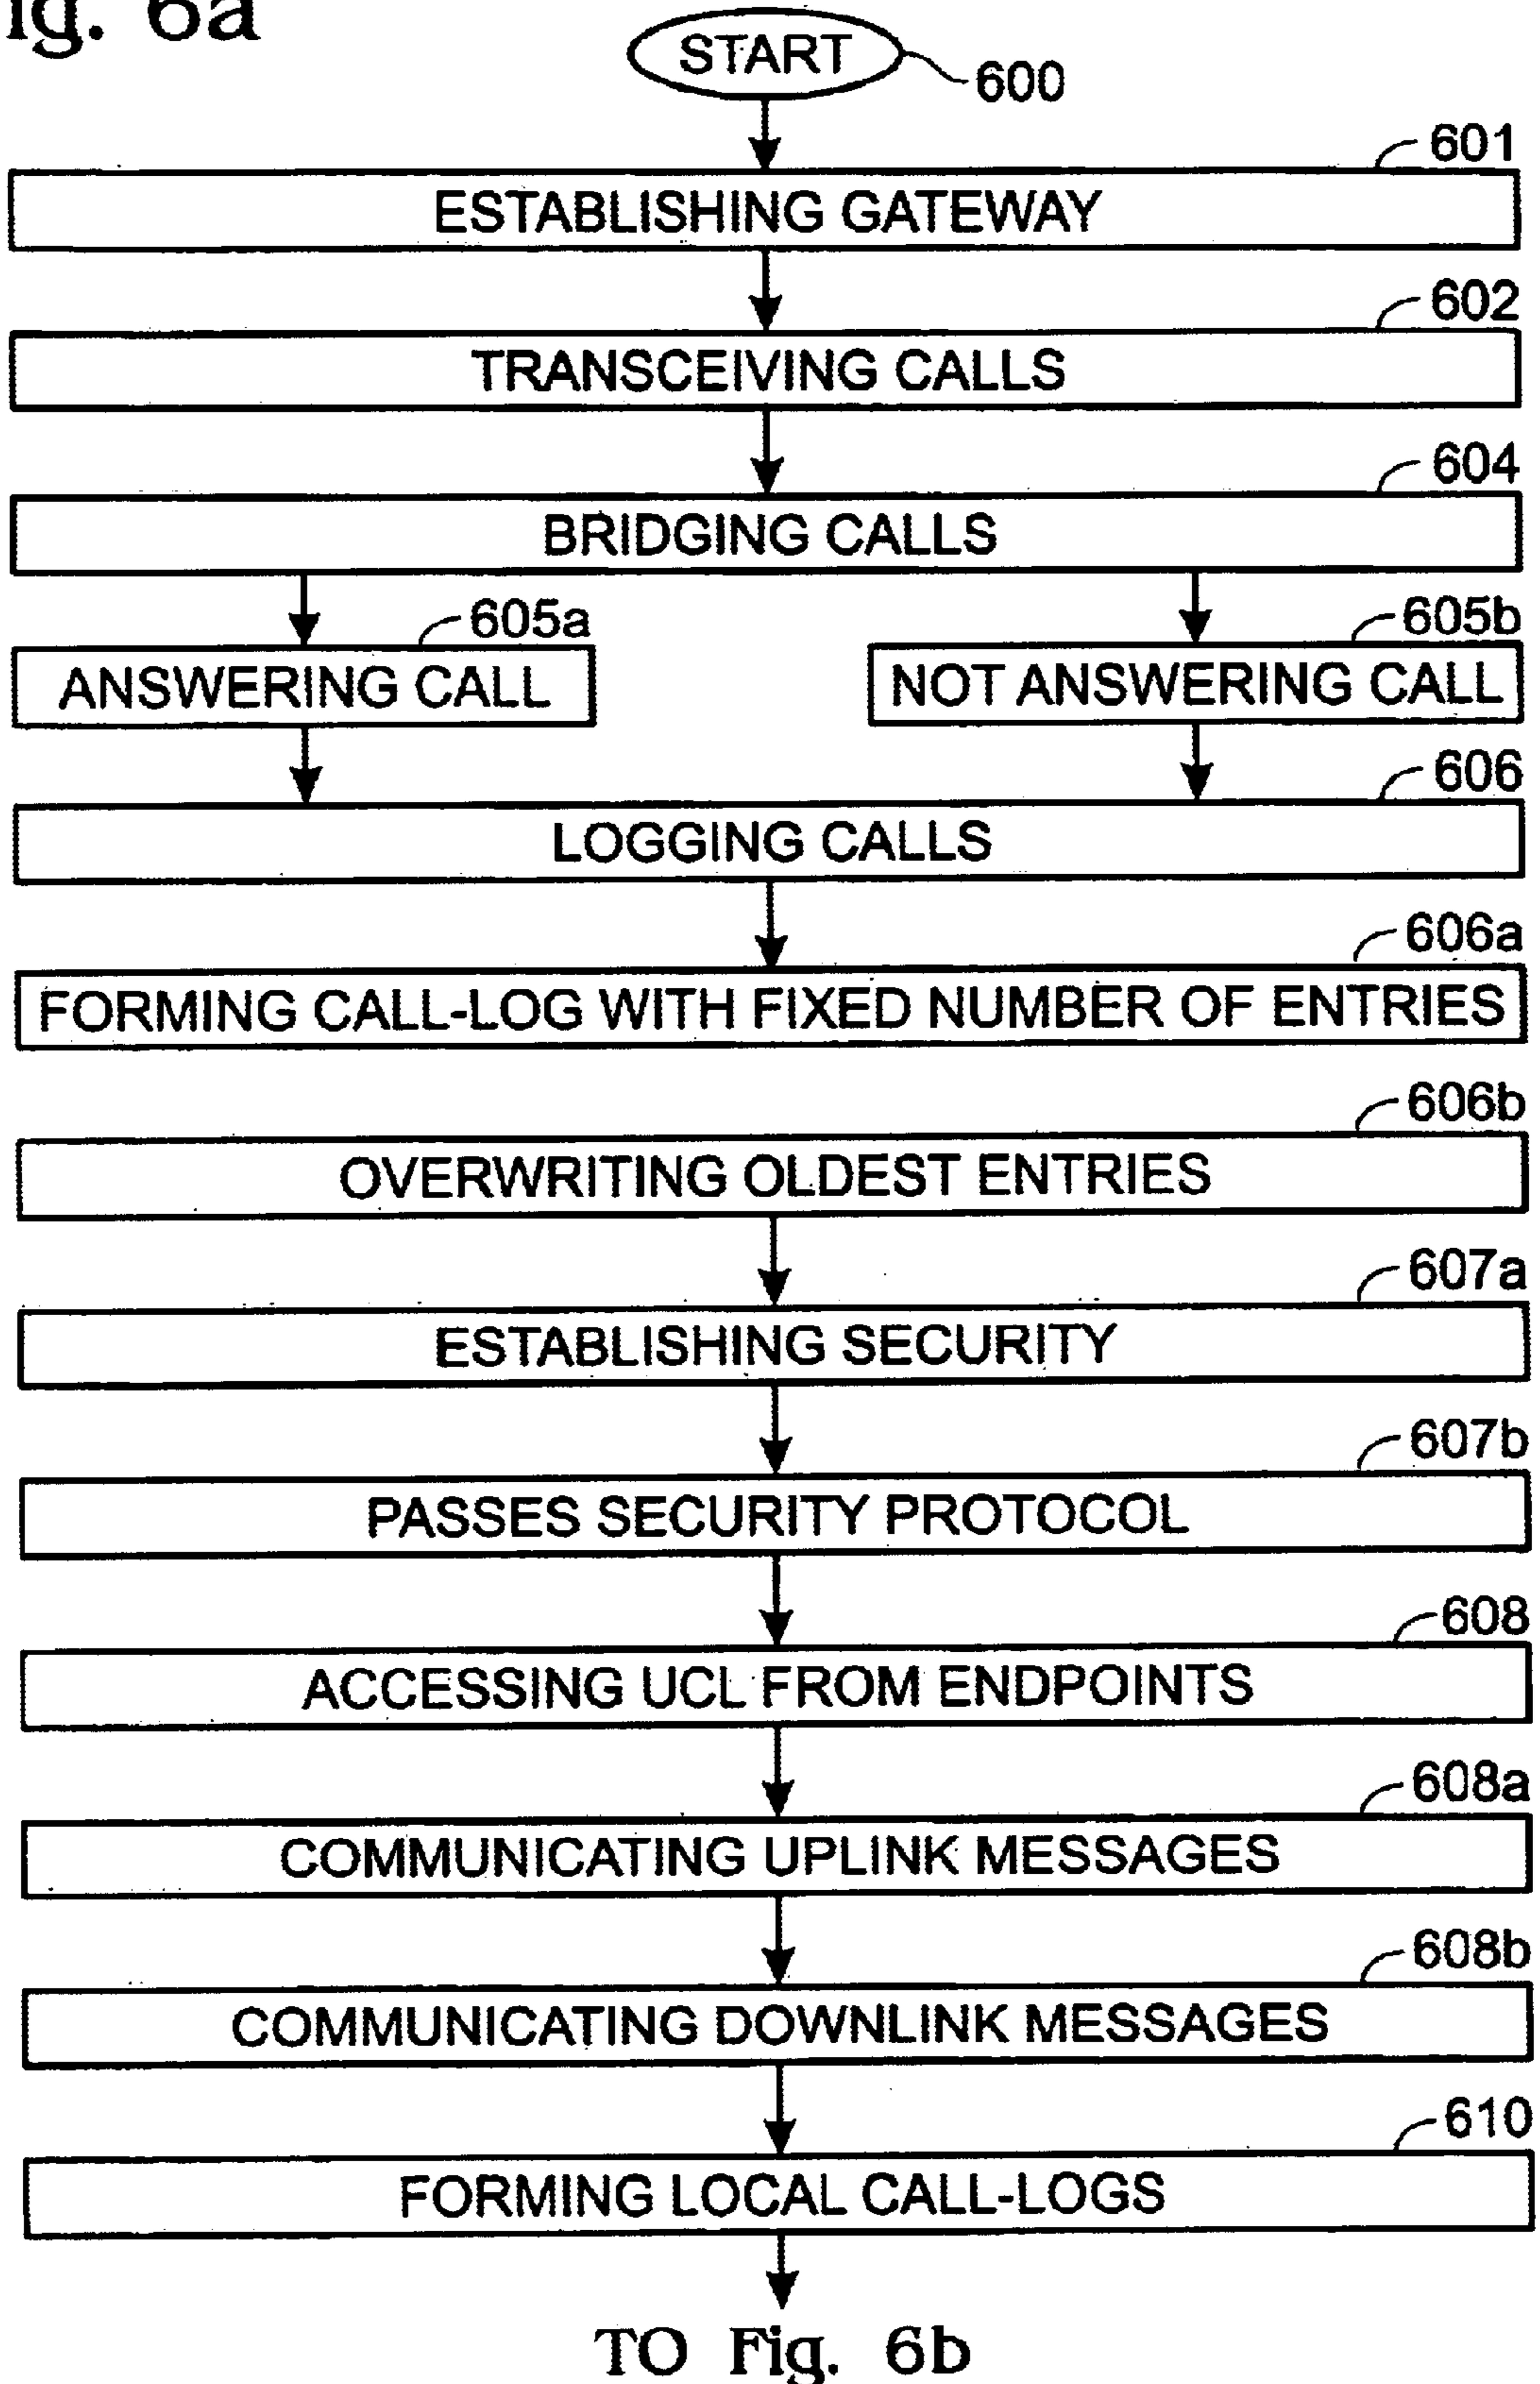 ig. 6a
START
600
601
ESTABLISHING GATEWAY
602
TRANSCEIVING CALLS
604
BRIDGING CALLS
605a
605b
ANSWERING CALL
NOT ANSWERING CALL
606
LOGGING CALLS
606a
FORMING CALL-LOG WITH FIXED NUMBER OF ENTRIES
606b
OVERWRITING OLDEST ENTRIES
607a
ESTABLISHING SECURITY
607b
PASSES SECURITY PROTOCOL
608
ACCESSING UCL FROM ENDPOINTS
608a
COMMUNICATING UPLINK MESSAGES
608b
COMMUNICATING DOWNLINK MESSAGES
610
FORMING LOCAL CALL-LOGS
TO Fig. 6b